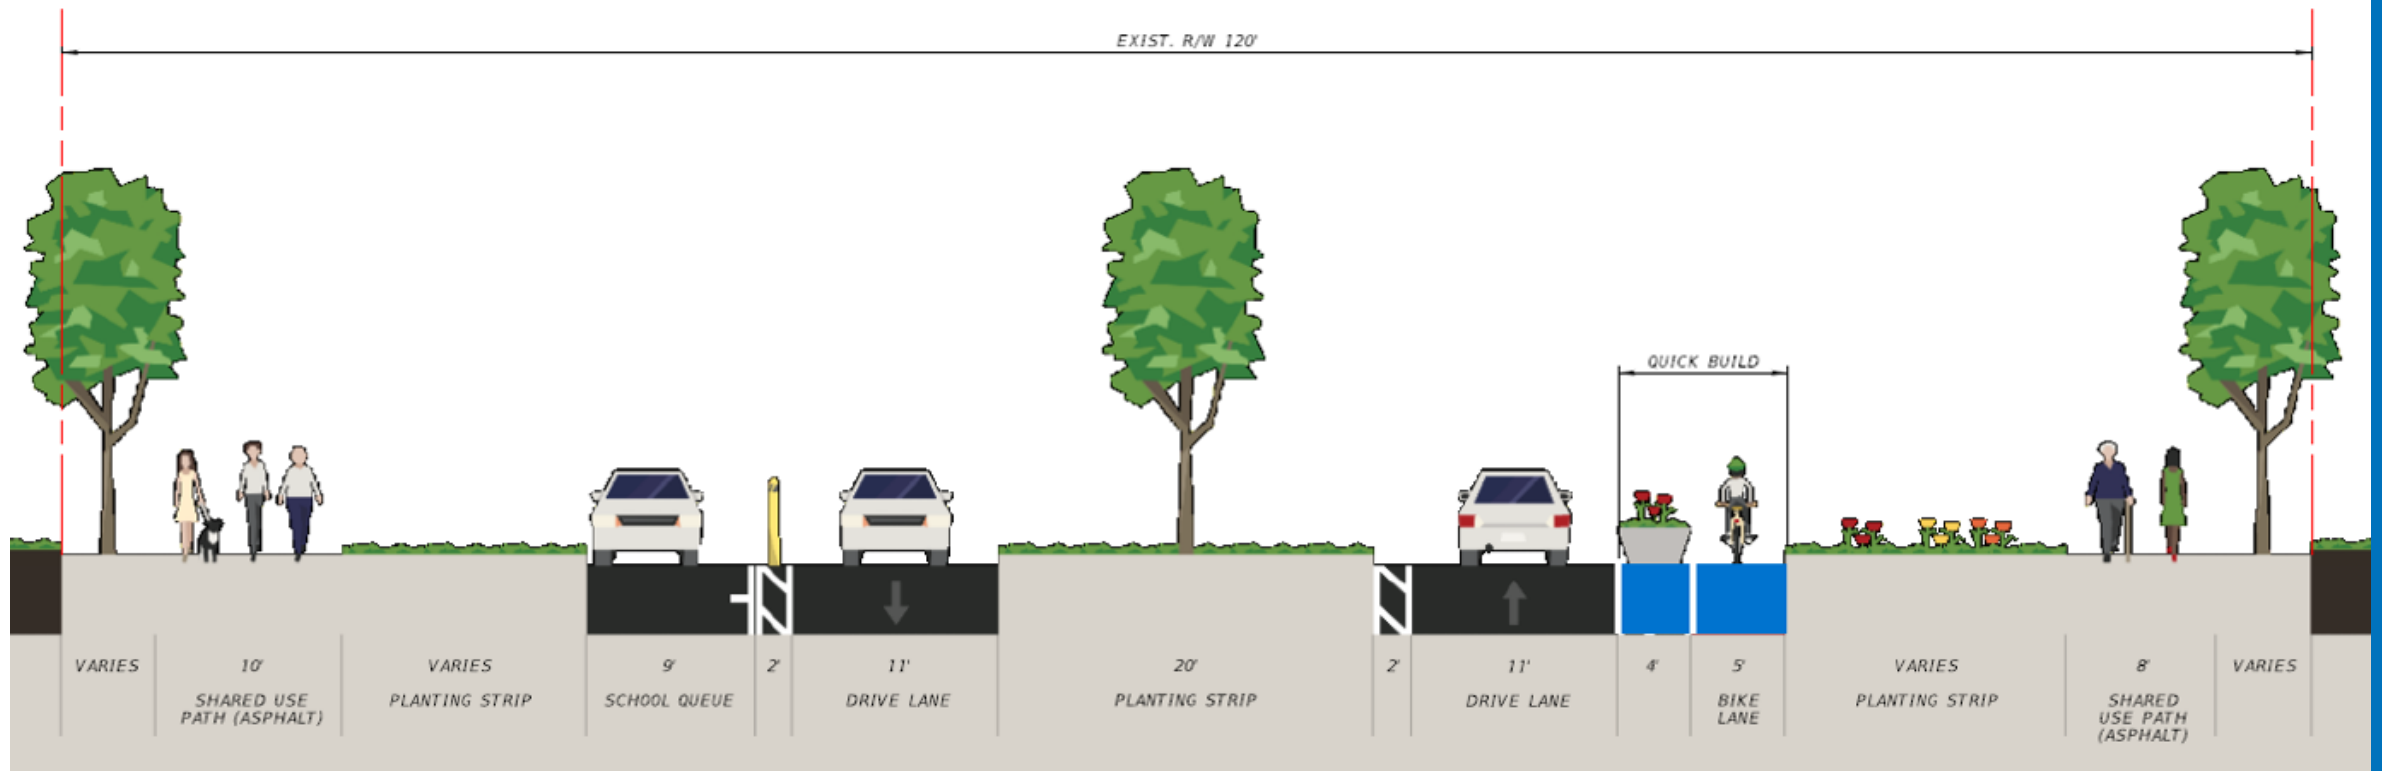 EXIST. R/W 120'
QUICK BUILD
VARIES
10'
VARIES
9'
2'
11'
20'
2'
11'
4'
5'
VARIES
8'
VARIES
SHARED USE
PATH (ASPHALT)
PLANTING STRIP
SCHOOL QUEUE
DRIVE LANE
PLANTING STRIP
DRIVE LANE
BIKE
LANE
PLANTING STRIP
SHARED
USE PATH
(ASPHALT)